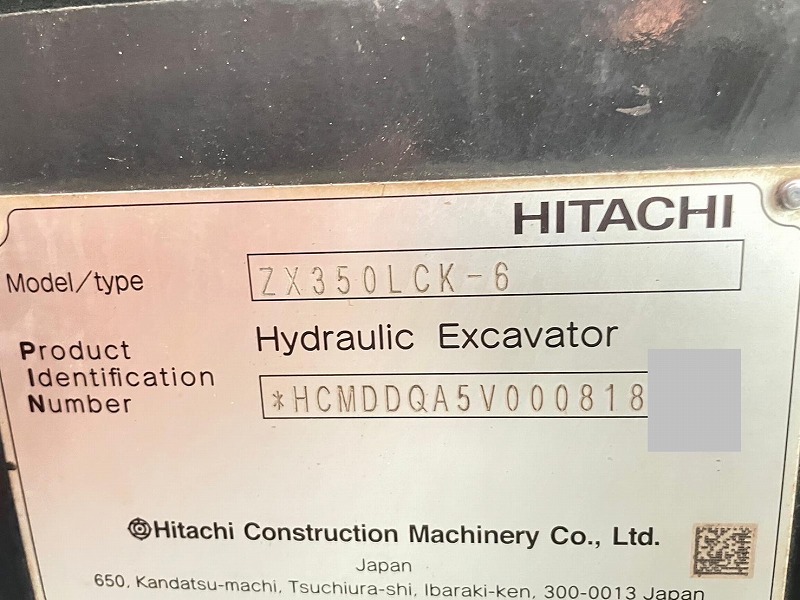 HITACHI
Model/type ZX350LCK-6
Hydraulic Excavator
Product
Identification
Number *HCMDDQA5V000818
Hitachi Construction Machinery Co., Ltd.
Japan
650, Kandatsu-machi, Tsuchiura-shi, Ibaraki-ken, 300-0013 Japan